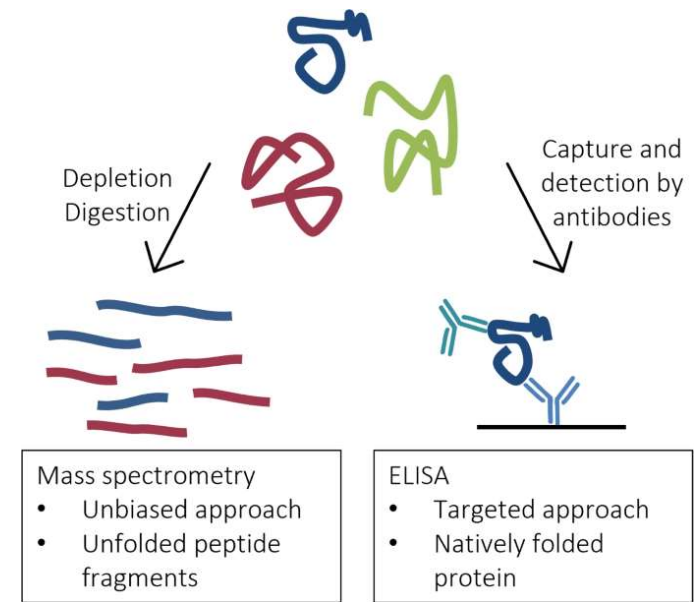 Depletion
Digestion
Capture and
detection by
antibodies
Mass spectrometry
• Unbiased approach
• Unfolded peptide
fragments
ELISA
• Targeted approach
• Natively folded
protein